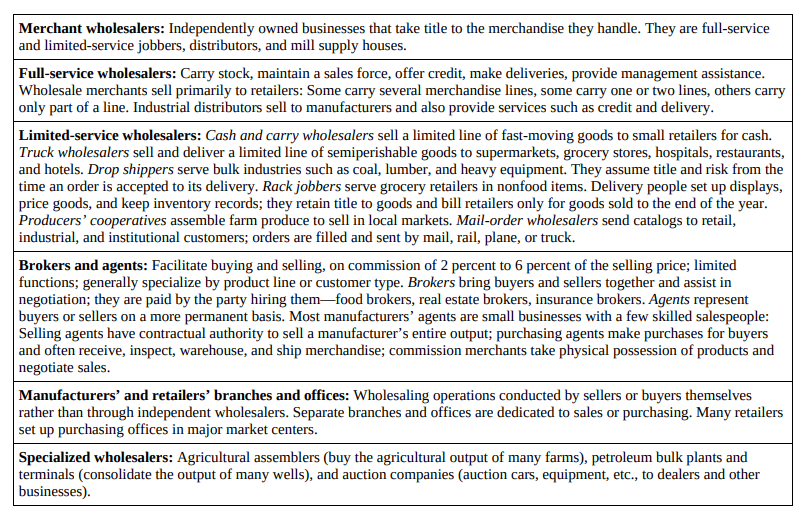 Merchant wholesalers: Independently owned businesses that take title to the merchandise they handle. They are full-service
and limited-service jobbers, distributors, and mill supply houses.
Full-service wholesalers: Carry stock, maintain a sales force, offer credit, make deliveries, provide management assistance.
Wholesale merchants sell primarily to retailers: Some carry several merchandise lines, some carry one or two lines, others carry
only part of a line. Industrial distributors sell to manufacturers and also provide services such as credit and delivery.
Limited-service wholesalers: Cash and carry wholesalers sell a limited line of fast-moving goods to small retailers for cash.
Truck wholesalers sell and deliver a limited line of semiperishable goods to supermarkets, grocery stores, hospitals, restaurants,
and hotels. Drop shippers serve bulk industries such as coal, lumber, and heavy equipment. They assume title and risk from the
time an order is accepted to its delivery. Rack jobbers serve grocery retailers in nonfood items. Delivery people set up displays,
price goods, and keep inventory records; they retain title to goods and bill retailers only for goods sold to the end of the year.
Producers’ cooperatives assemble farm produce to sell in local markets. Mail-order wholesalers send catalogs to retail,
industrial, and institutional customers; orders are filled and sent by mail, rail, plane, or truck.
Brokers and agents: Facilitate buying and selling, on commission of 2 percent to 6 percent of the selling price; limited
functions; generally specialize by product line or customer type. Brokers bring buyers and sellers together and assist in
negotiation; they are paid by the party hiring them—food brokers, real estate brokers, insurance brokers. Agents represent
buyers or sellers on a more permanent basis. Most manufacturers’ agents are small businesses with a few skilled salespeople:
Selling agents have contractual authority to sell a manufacturer’s entire output; purchasing agents make purchases for buyers
and often receive, inspect, warehouse, and ship merchandise; commission merchants take physical possession of products and
negotiate sales.
Manufacturers’ and retailers’ branches and offices: Wholesaling operations conducted by sellers or buyers themselves
rather than through independent wholesalers. Separate branches and offices are dedicated to sales or purchasing. Many retailers
set up purchasing offices in major market centers.
Specialized wholesalers: Agricultural assemblers (buy the agricultural output of many farms), petroleum bulk plants and
terminals (consolidate the output of many wells), and auction companies (auction cars, equipment, etc., to dealers and other
businesses).